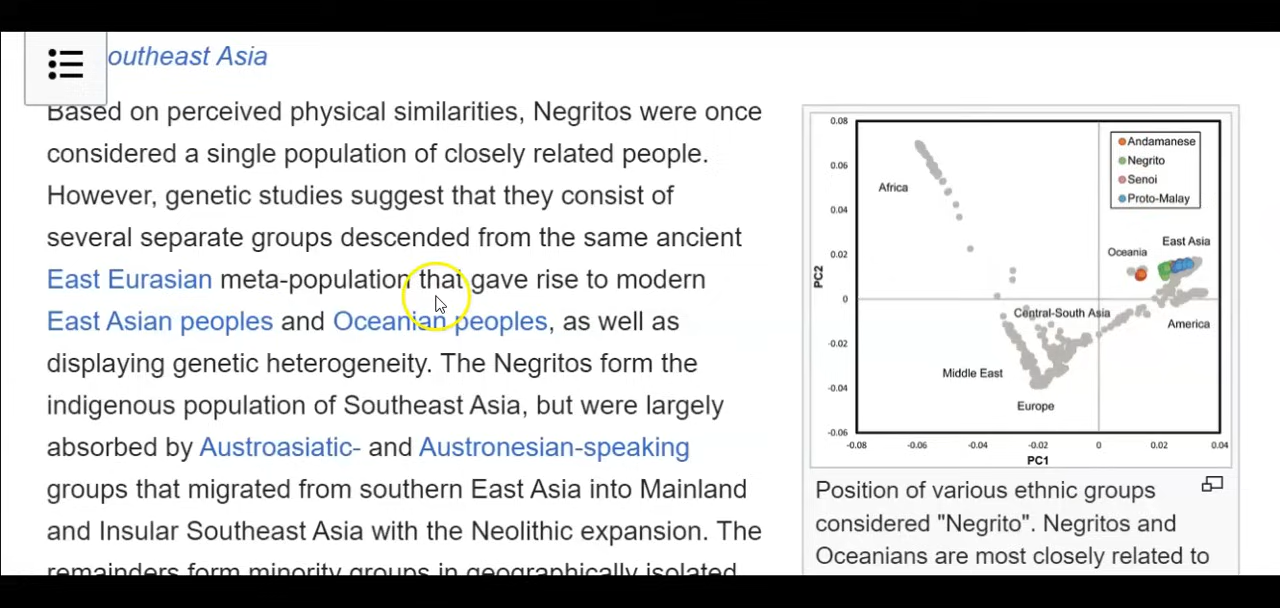 outheast Asia
Based on perceived physical similarities, Negritos were once
considered a single population of closely related people.
However, genetic studies suggest that they consist of
several separate groups descended from the same ancient
East Eurasian meta-population that gave rise to modern
East Asian peoples and Oceanian peoples, as well as
displaying genetic heterogeneity. The Negritos form the
indigenous population of Southeast Asia, but were largely
absorbed by Austroasiatic- and Austronesian-speaking
groups that migrated from southern East Asia into Mainland
and Insular Southeast Asia with the Neolithic expansion. The
remainders form minority groups in geographically isolated
0.08
0.06
0.04
0.02
0
-0.02
-0.04
-0.06
PC2
-0.08
-0.06
-0.04
-0.02
0
0.02
0.04
PC1
Andamanese
Negrito
Senoi
Proto-Malay
Africa
East Asia
Oceania
Central-South Asia
America
Middle East
Europe
Position of various ethnic groups
considered "Negrito". Negritos and
Oceanians are most closely related to